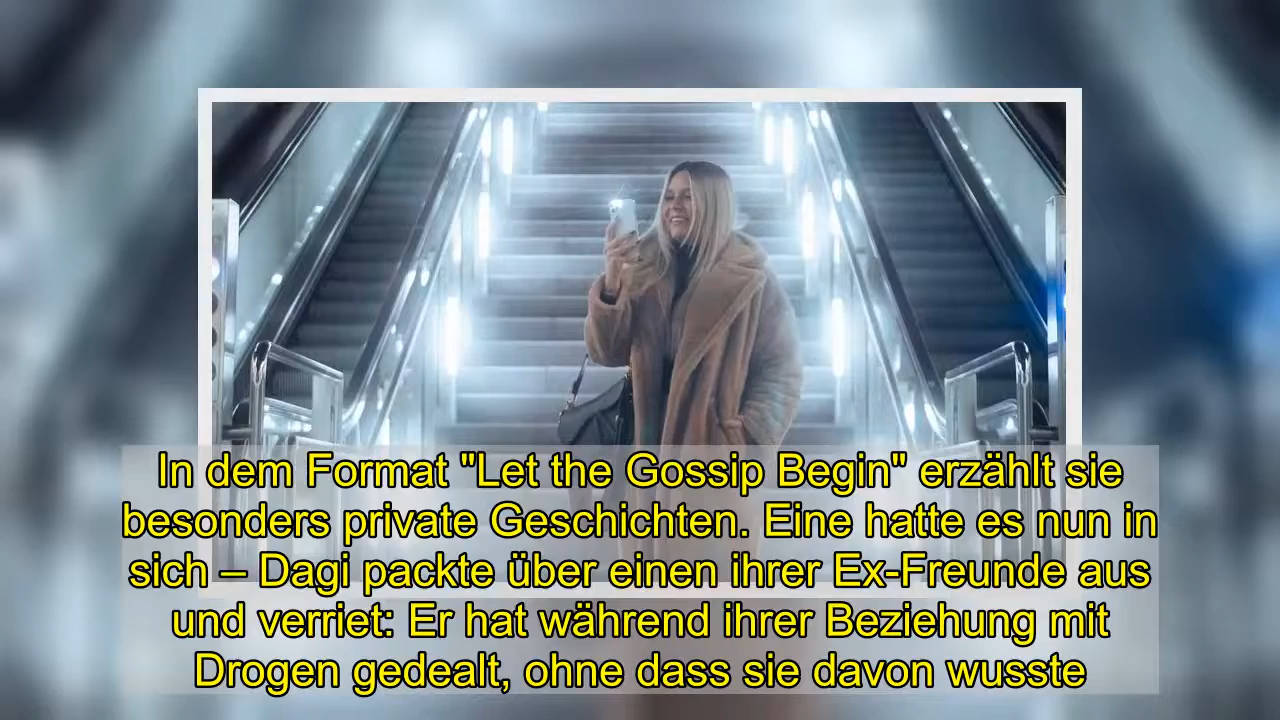 In dem Format "Let the Gossip Begin" erzählt sie
besonders private Geschichten. Eine hatte es nun in
sich – Dagi packte über einen ihrer Ex-Freunde aus
und verriet: Er hat während ihrer Beziehung mit
Drogen gedealt, ohne dass sie davon wusste